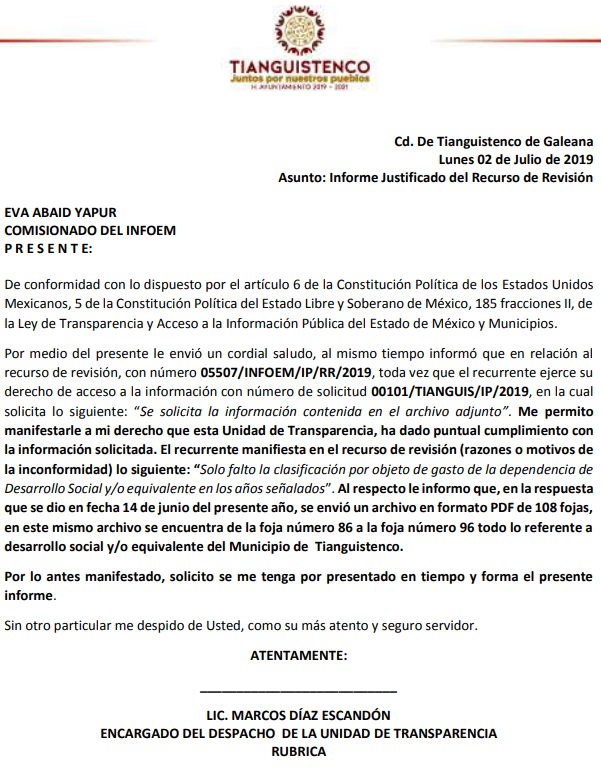 TIANGUISTENCO
Juntos por nuestros pueblos
H. AYUNTAMIENTO 2019 - 2021
Cd. De Tianguistenco de Galeana
Lunes 02 de Julio de 2019
Asunto: Informe Justificado del Recurso de Revisión
EVA ABAID YAPUR
COMISIONADO DEL INFOEM
P R E S E N T E:
De conformidad con lo dispuesto por el artículo 6 de la Constitución Política de los Estados Unidos
Mexicanos, 5 de la Constitución Política del Estado Libre y Soberano de México, 185 fracciones II, de
la Ley de Transparencia y Acceso a la Información Pública del Estado de México y Municipios.
Por medio del presente le envió un cordial saludo, al mismo tiempo informó que en relación al
recurso de revisión, con número 05507/INFOEM/IP/RR/2019, toda vez que el recurrente ejerce su
derecho de acceso a la información con número de solicitud 00101/TIANGUIS/IP/2019, en la cual
solicita lo siguiente: “Se solicita la información contenida en el archivo adjunto”. Me permito
manifestarle a mi derecho que esta Unidad de Transparencia, ha dado puntual cumplimiento con
la información solicitada. El recurrente manifiesta en el recurso de revisión (razones o motivos de
la inconformidad) lo siguiente: “Solo falto la clasificación por objeto de gasto de la dependencia de
Desarrollo Social y/o equivalente en los años señalados”. Al respecto le informo que, en la respuesta
que se dio en fecha 14 de junio del presente año, se envió un archivo en formato PDF de 108 fojas,
en este mismo archivo se encuentra de la foja número 86 a la foja número 96 todo lo referente a
desarrollo social y/o equivalente del Municipio de Tianguistenco.
Por lo antes manifestado, solicito se me tenga por presentado en tiempo y forma el presente
informe.
Sin otro particular me despido de Usted, como su más atento y seguro servidor.
ATENTAMENTE:
LIC. MARCOS DÍAZ ESCANDÓN
ENCARGADO DEL DESPACHO DE LA UNIDAD DE TRANSPARENCIA
RUBRICA